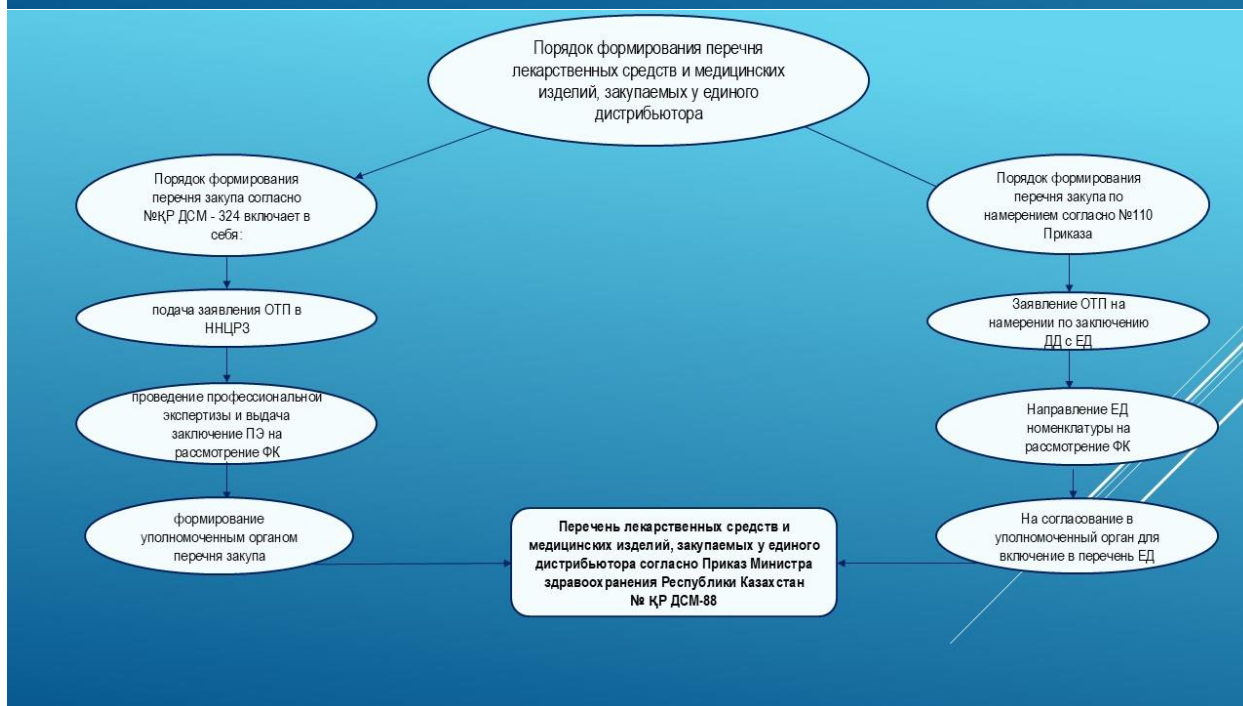 Порядок формирования перечня
лекарственных средств и медицинских
изделий, закупаемых у единого
дистрибьютора
Порядок формирования
перечня закупа согласно
№ҚР ДСМ - 324 включает в
себя:
подача заявления ОТП в
ННЦРЗ
проведение профессиональной
экспертизы и выдача
заключение ПЭ на
рассмотрение ФК
формирование
уполномоченным органом
перечня закупа
Порядок формирования
перечня закупа по
намерением согласно №110
Приказа
Заявление ОТП на
намерении по заключению
ДД с ЕД
Направление ЕД
номенклатуры на
рассмотрение ФК
На согласование в
уполномоченный орган для
включение в перечень ЕД
Перечень лекарственных средств и
медицинских изделий, закупаемых у единого
дистрибьютора согласно Приказ Министра
здравоохранения Республики Казахстан
№ ҚР ДСМ-88